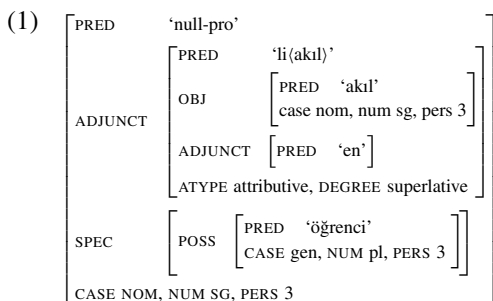 (1) PRED ‘null-pro’
PRED ‘li⟨akıl⟩’
OBJ PRED ‘akıl’
case nom, num sg, pers 3
ADJUNCT
ADJUNCT PRED ‘en’
ATYPE attributive, DEGREE superlative
SPEC POSS PRED ‘öğrenci’
CASE gen, NUM pl, PERS 3
CASE NOM, NUM SG, PERS 3